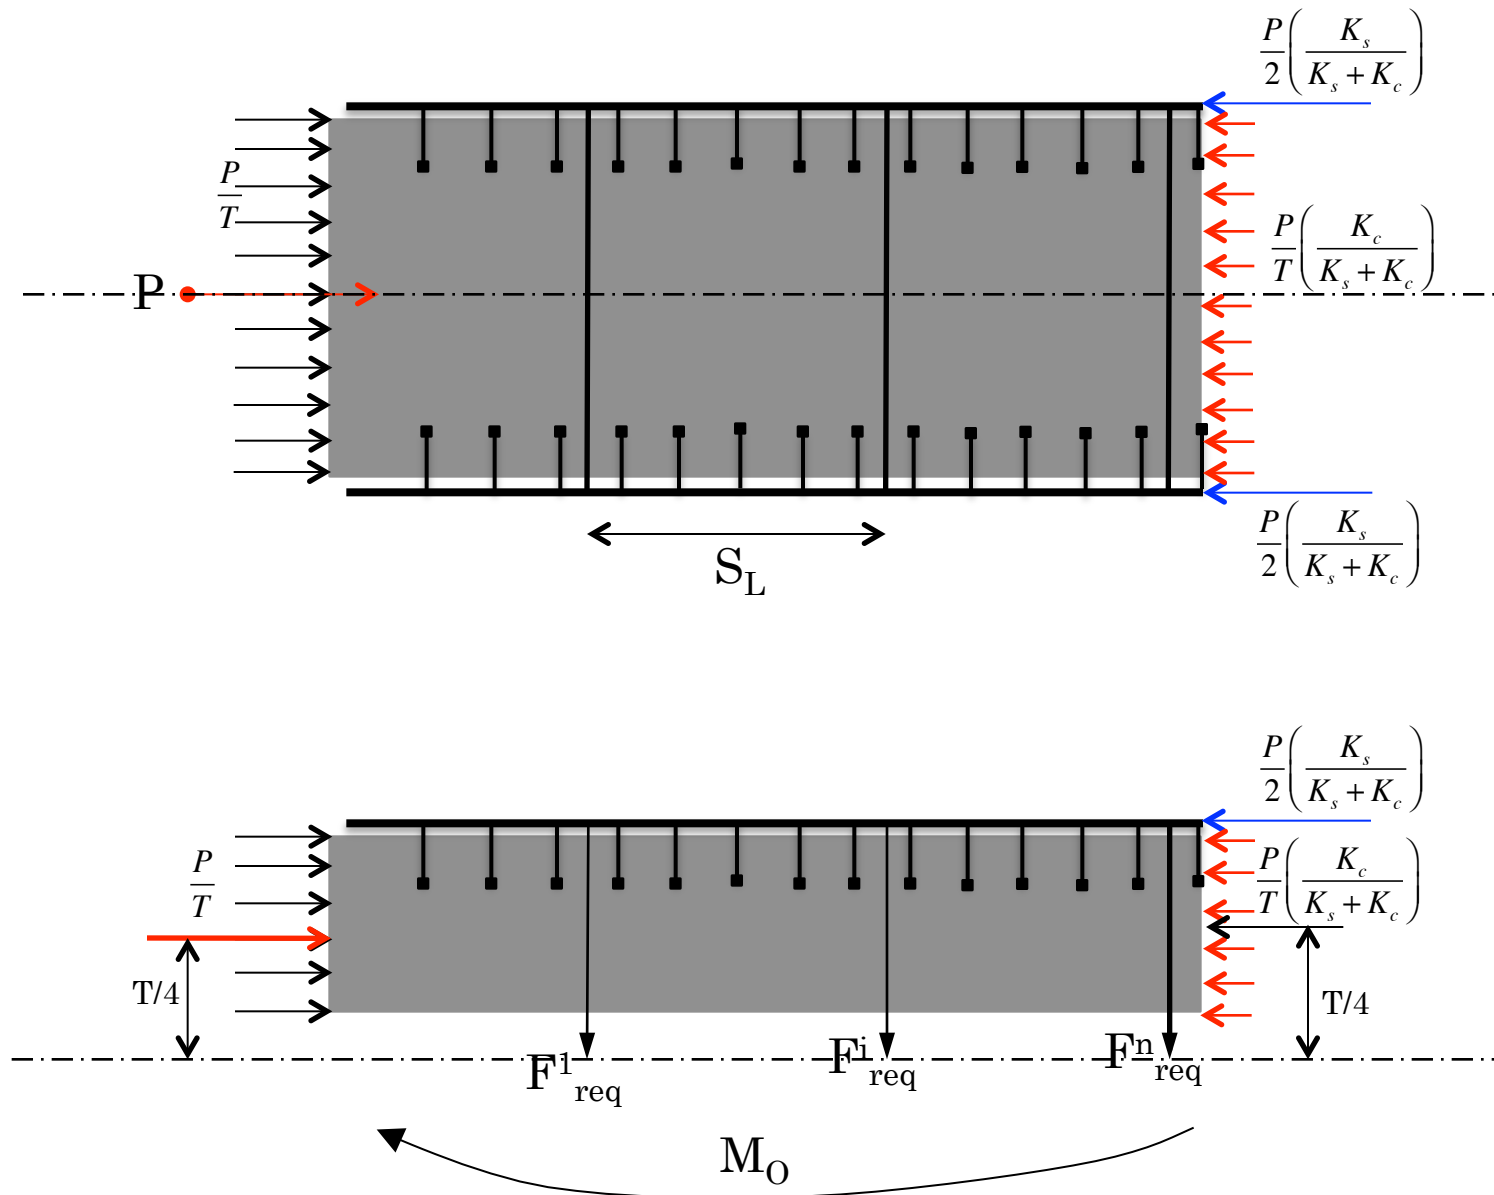 P/2 (K_s / (K_s + K_c))
P/T
P/T (K_c / (K_s + K_c))
P
P/2 (K_s / (K_s + K_c))
S_L
P/2 (K_s / (K_s + K_c))
P/T
P/T (K_c / (K_s + K_c))
T/4
T/4
F^1_req
F^i_req
F^n_req
M_O